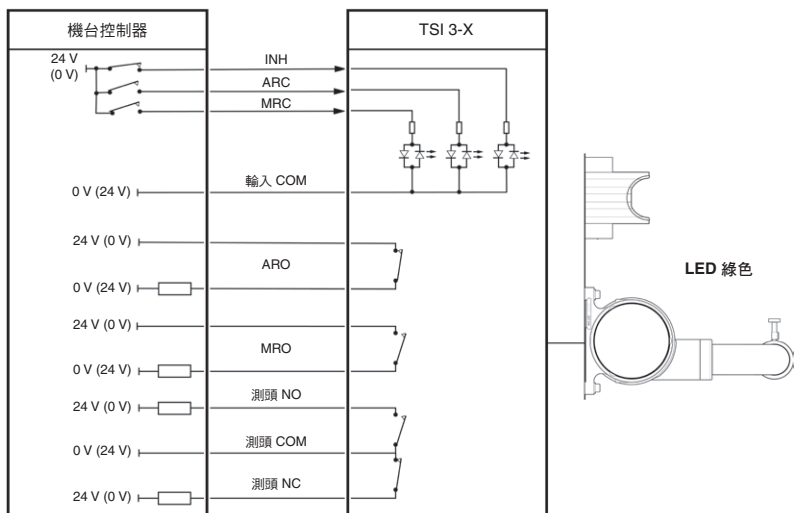 機台控制器
TSI 3-X
24 V
(0 V)
INH
ARC
MRC
0 V (24 V)
輸入 COM
24 V (0 V)
ARO
0 V (24 V)
24 V (0 V)
MRO
0 V (24 V)
24 V (0 V)
測頭 NO
0 V (24 V)
測頭 COM
24 V (0 V)
測頭 NC
LED 綠色